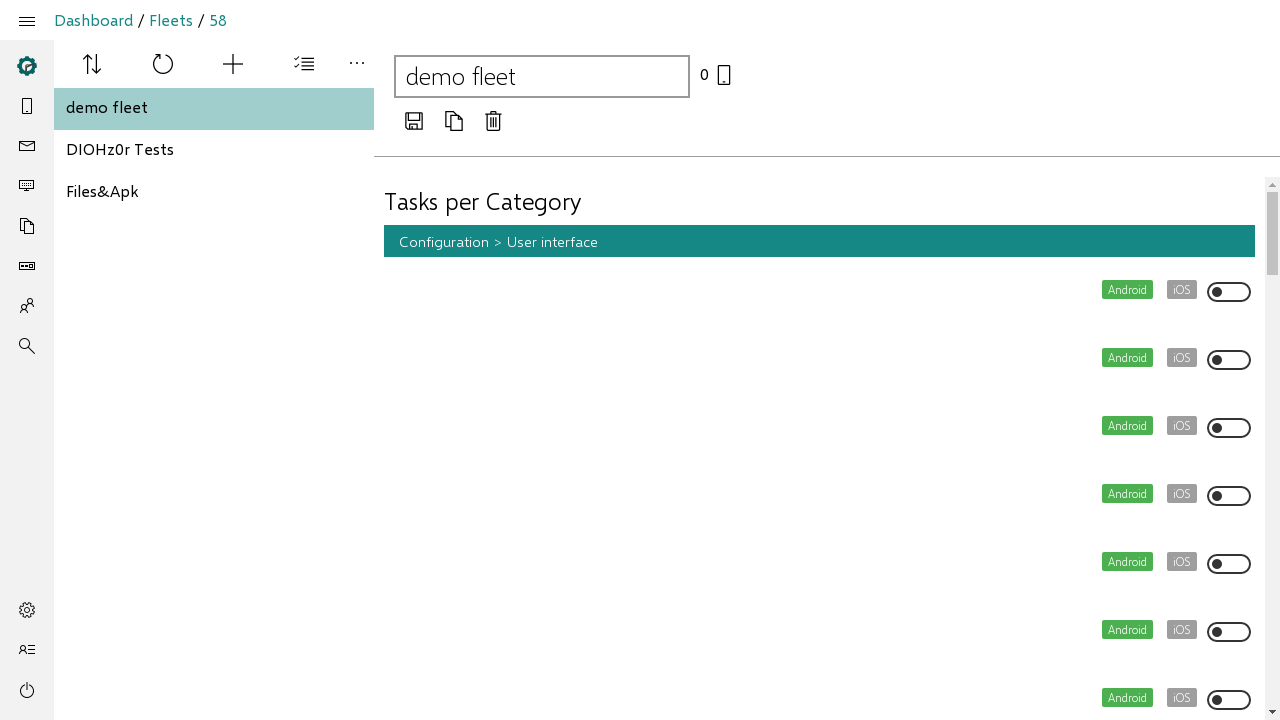 Dashboard / Fleets / 58
demo fleet
DIOHz0r Tests
Files&Apk
demo fleet
0
Tasks per Category
Configuration > User interface
Android iOS
Android iOS
Android iOS
Android iOS
Android iOS
Android iOS
Android iOS